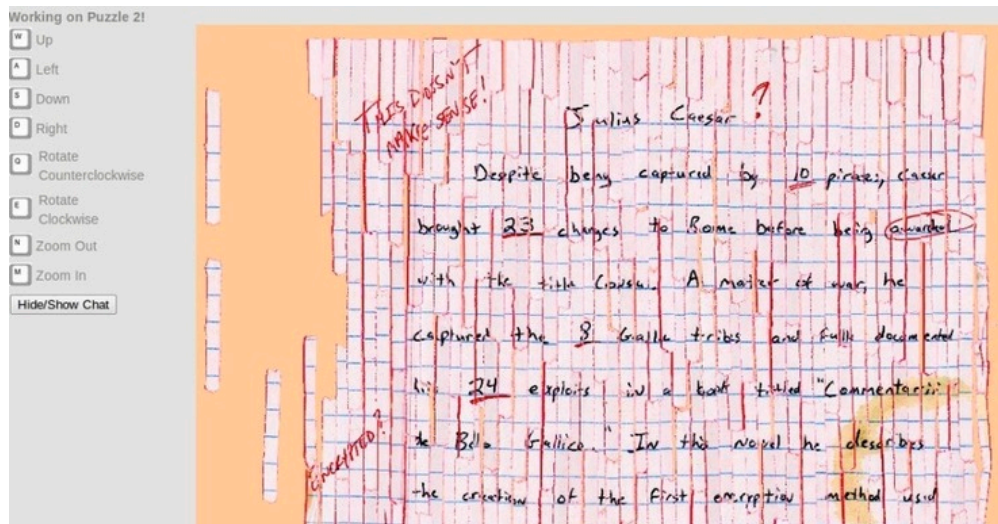 Working on Puzzle 2!
W Up
A Left
S Down
D Right
Q Rotate
Counterclockwise
E Rotate
Clockwise
N Zoom Out
M Zoom In
Hide/Show Chat
THIS DOESN'T
MAKE SENSE!
Julius Caesar ?
Despite being captured by 10 pirates, Caesar
brought 23 changes to Rome before being awarded
with the title Consul. A master of war, he
captured the 8 Gallic tribes and fully documented
his 24 exploits in a book titled "Commentarii
de Bello Gallico." In this novel he describes
ENCRYPTED?
the creation of the first encryption method used